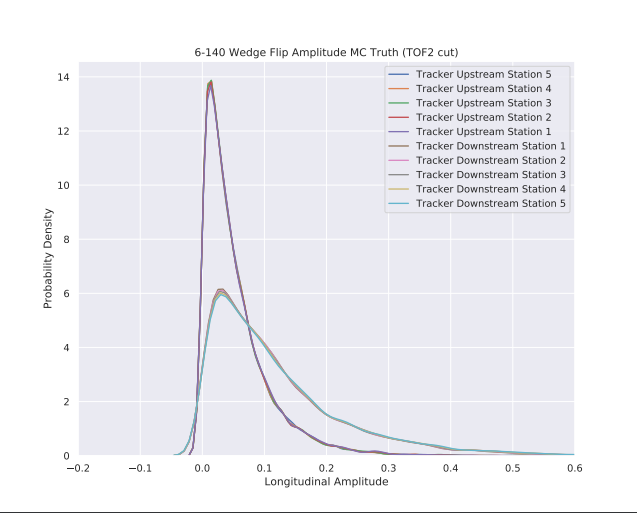 6-140 Wedge Flip Amplitude MC Truth (TOF2 cut)
Tracker Upstream Station 5
Tracker Upstream Station 4
Tracker Upstream Station 3
Tracker Upstream Station 2
Tracker Upstream Station 1
Tracker Downstream Station 1
Tracker Downstream Station 2
Tracker Downstream Station 3
Tracker Downstream Station 4
Tracker Downstream Station 5
Probability Density
14
12
10
8
6
4
2
0
−0.2 −0.1 0.0 0.1 0.2 0.3 0.4 0.5 0.6
Longitudinal Amplitude